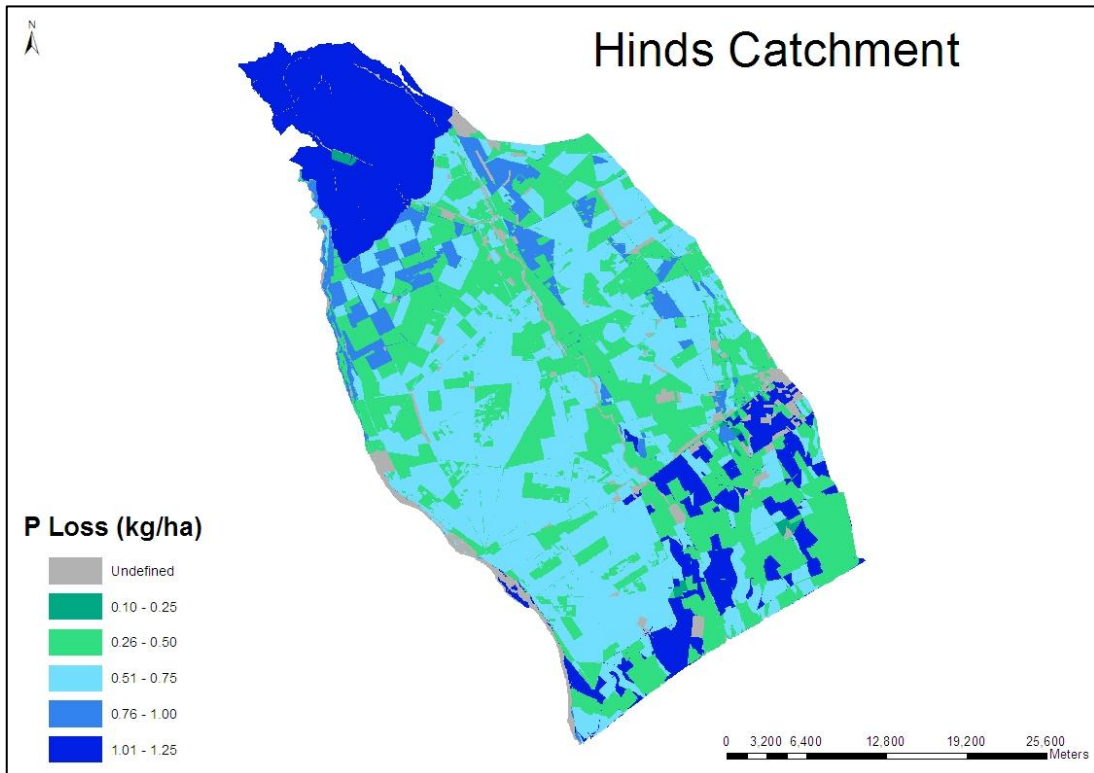 N
Hinds Catchment
P Loss (kg/ha)
Undefined
0.10 - 0.25
0.26 - 0.50
0.51 - 0.75
0.76 - 1.00
1.01 - 1.25
0 3,200 6,400 12,800 19,200 25,600
Meters